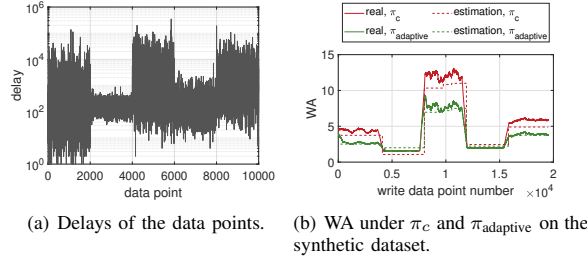 10^6
10^4
10^2
10^0
delay
0 2000 4000 6000 8000 10000
data point
(a) Delays of the data points.
real, π_c estimation, π_c
real, π_adaptive estimation, π_adaptive
15
10
5
0
WA
0 0.5 1 1.5 2
write data point number ×10^4
(b) WA under π_c and π_adaptive on the
synthetic dataset.